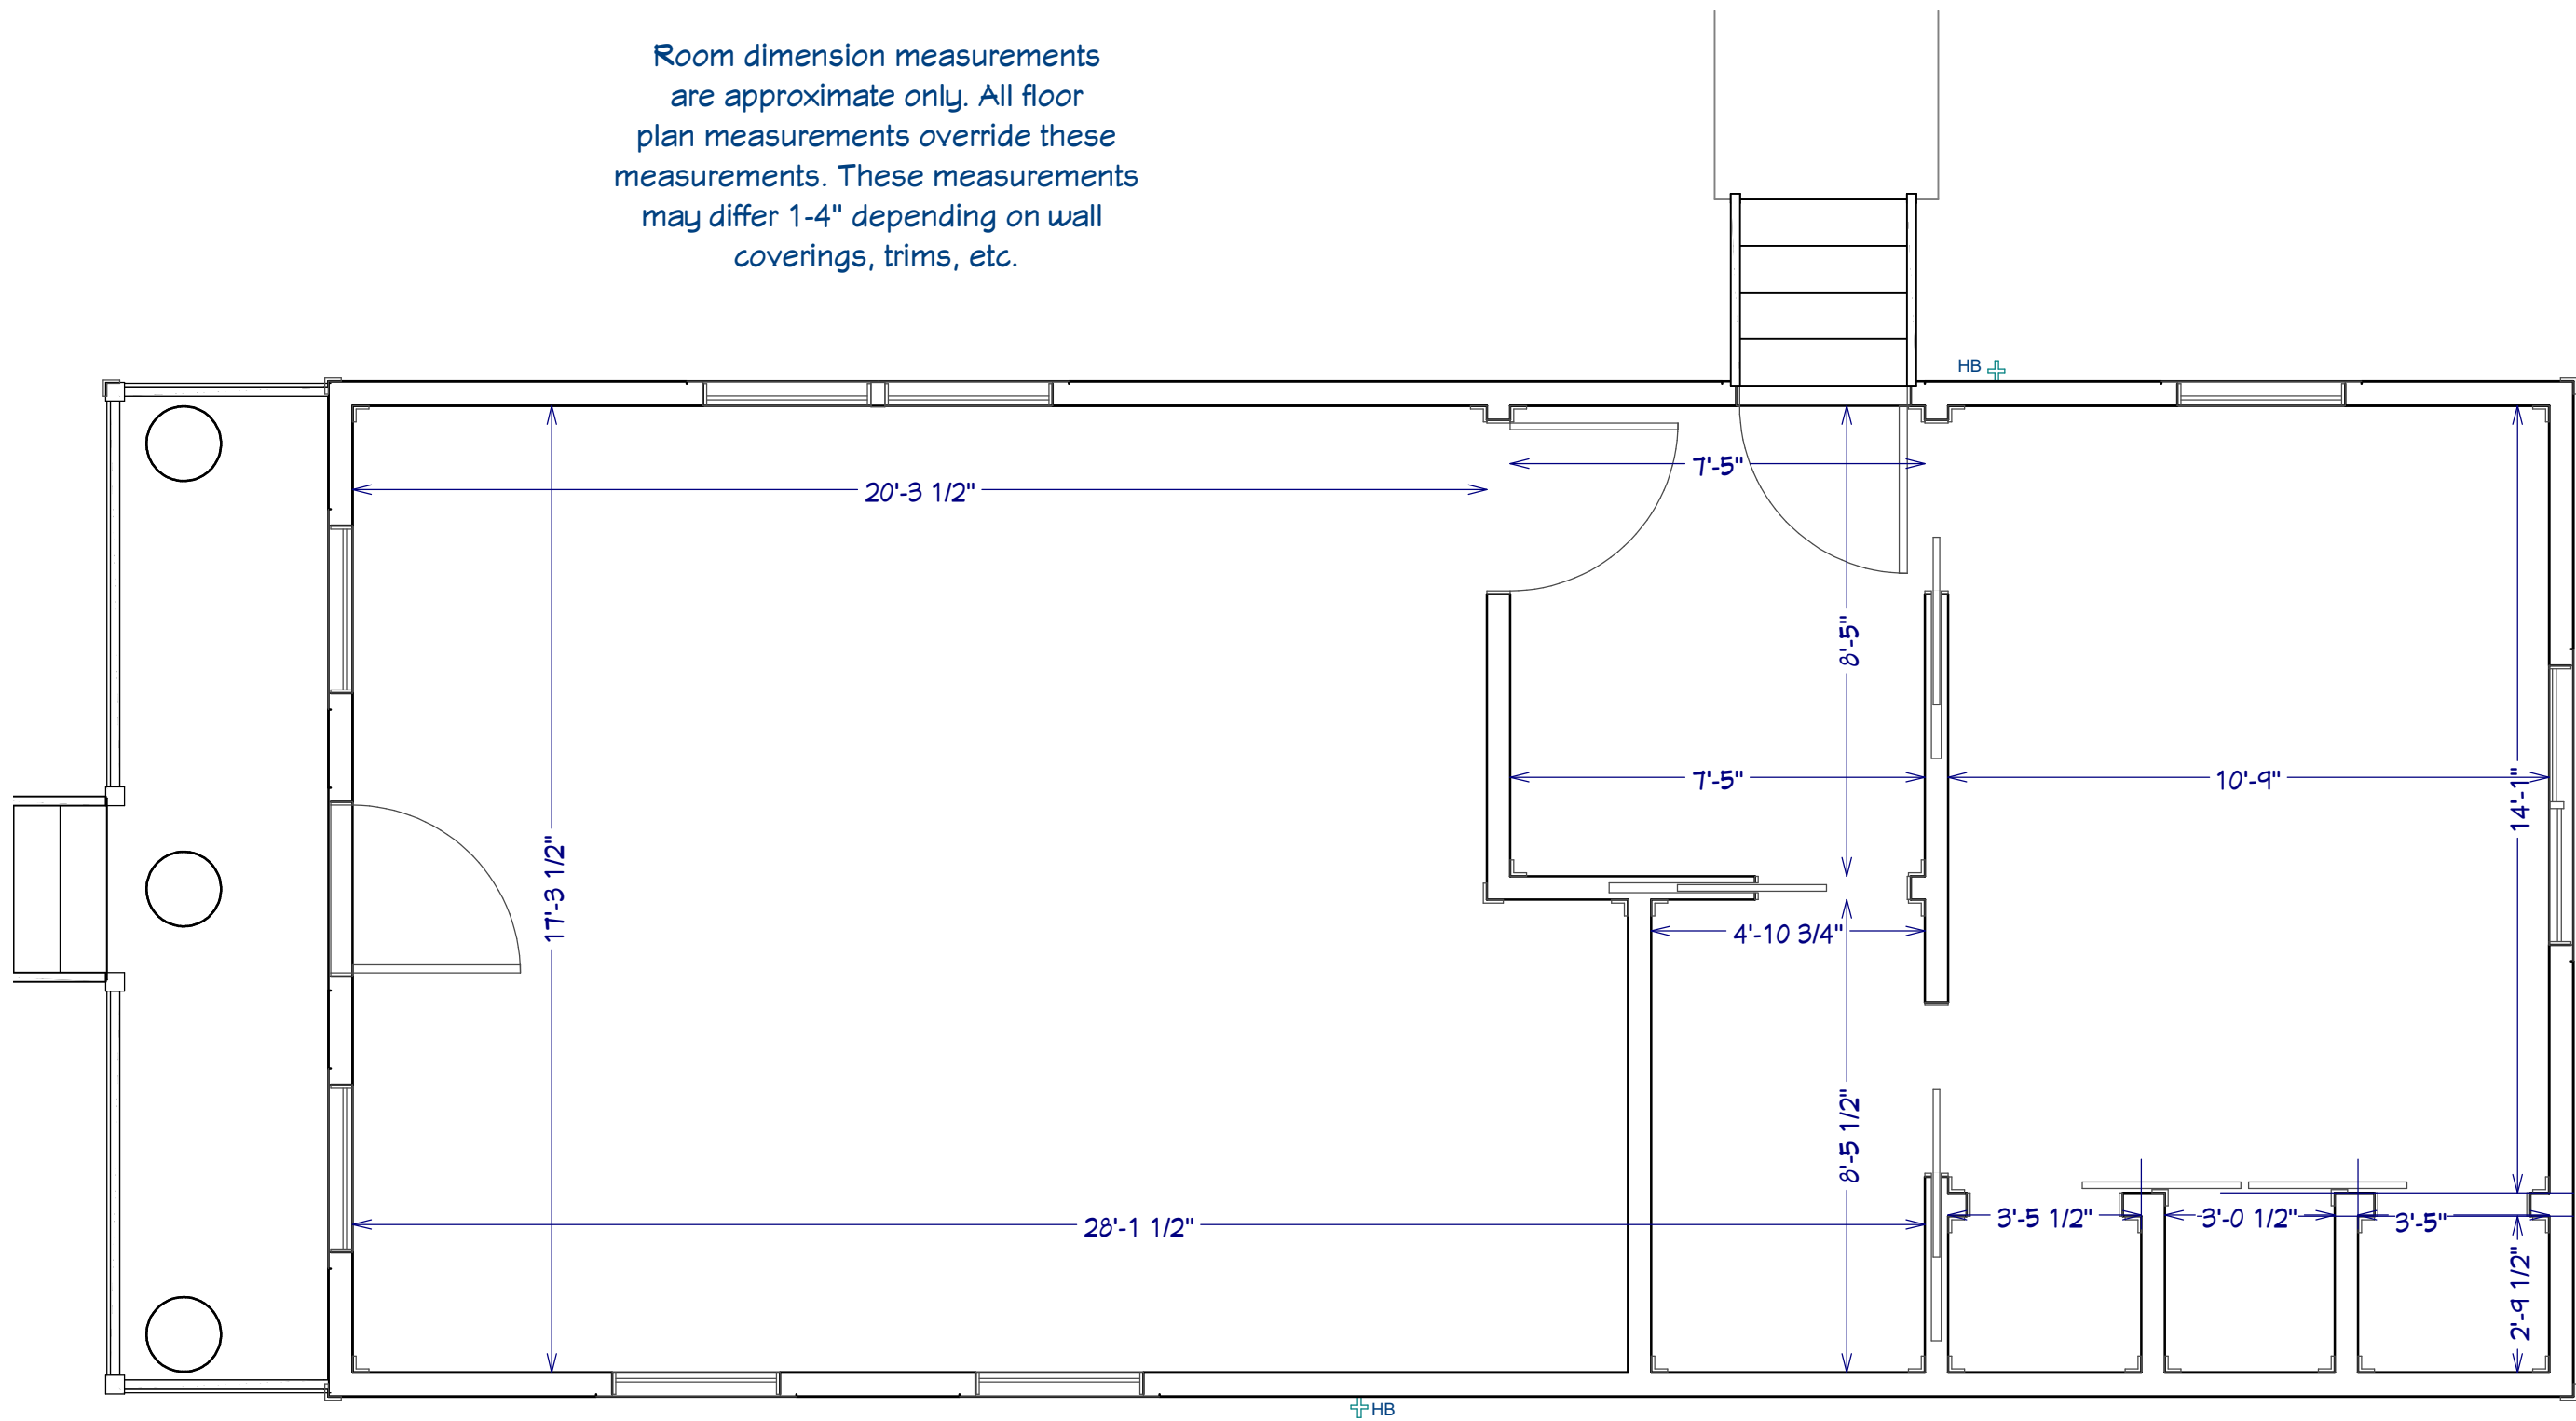 Room dimension measurements
are approximate only. All floor
plan measurements override these
measurements. These measurements
may differ 1-4" depending on wall
coverings, trims, etc.
HB
7'-5"
20'-3 1/2"
8'-5"
7'-5"
10'-9"
14'-1"
17'-3 1/2"
4'-10 3/4"
8'-5 1/2"
28'-1 1/2"
3'-5 1/2"
3'-0 1/2"
3'-5"
2'-9 1/2"
HB